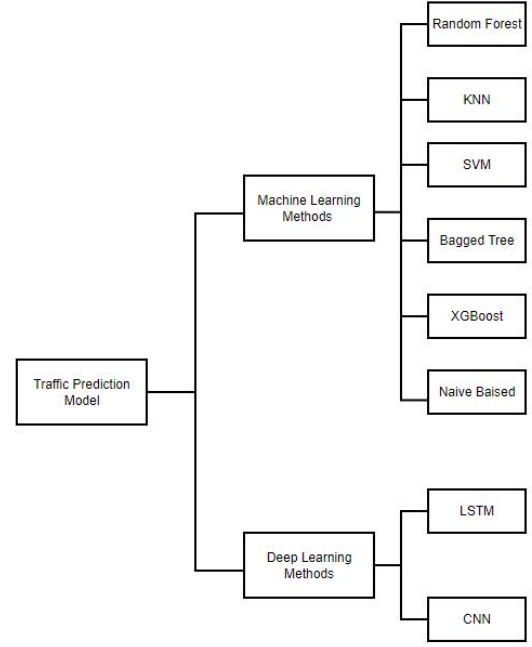 Random Forest
KNN
SVM
Machine Learning
Methods
Bagged Tree
XGBoost
Traffic Prediction
Model
Naive Baised
LSTM
Deep Learning
Methods
CNN